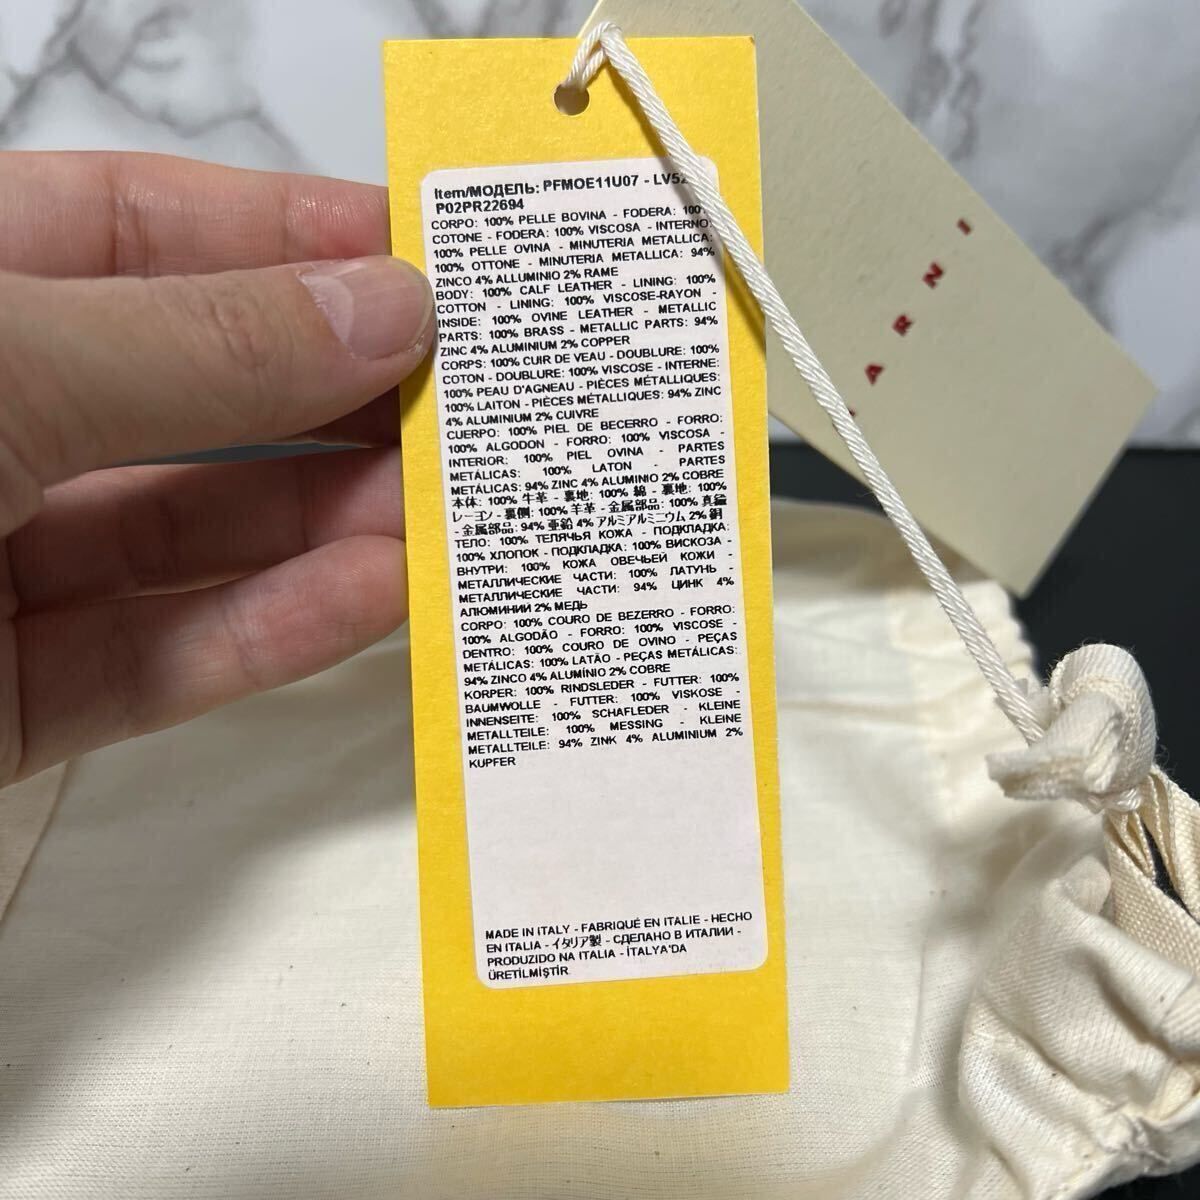 Item/МОДЕЛЬ: PFMOE11U07 - LV52
P02PR22694
CORPO: 100% PELLE BOVINA - FODERA: 100%
COTONE - FODERA: 100% VISCOSA - INTERNO:
100% PELLE OVINA - MINUTERIA METALLICA:
100% OTTONE - MINUTERIA METALLICA: 94%
ZINCO 4% ALLUMINIO 2% RAME
BODY: 100% CALF LEATHER - LINING: 100%
COTTON - LINING: 100% VISCOSE-RAYON -
INSIDE: 100% OVINE LEATHER - METALLIC
PARTS: 100% BRASS - METALLIC PARTS: 94%
ZINC 4% ALUMINIUM 2% COPPER
CORPS: 100% CUIR DE VEAU - DOUBLURE: 100%
COTON - DOUBLURE: 100% VISCOSE - INTERNE:
100% PEAU D'AGNEAU - PIÈCES MÉTALLIQUES:
100% LAITON - PIÈCES MÉTALLIQUES: 94% ZINC
4% ALUMINIUM 2% CUIVRE
CUERPO: 100% PIEL DE BECERRO - FORRO:
100% ALGODON - FORRO: 100% VISCOSA -
INTERIOR: 100% PIEL OVINA - PARTES
METÁLICAS: 100% LATON - PARTES
METÁLICAS: 94% ZINC 4% ALUMINIO 2% COBRE
本体: 100% 牛革 - 裏地: 100% 綿 - 裏地: 100%
レーヨン - 裏側: 100% 羊革 - 金属部品: 100% 真鍮
- 金属部品: 94% 亜鉛 4% アルミアルミニウム 2% 銅
ТЕЛО: 100% ТЕЛЯЧЬЯ КОЖА - ПОДКЛАДКА:
100% ХЛОПОК - ПОДКЛАДКА: 100% ВИСКОЗА -
ВНУТРИ: 100% КОЖА ОВЕЧЬЕЙ КОЖИ -
МЕТАЛЛИЧЕСКИЕ ЧАСТИ: 100% ЛАТУНЬ -
МЕТАЛЛИЧЕСКИЕ ЧАСТИ: 94% ЦИНК 4%
АЛЮМИНИЙ 2% МЕДЬ
CORPO: 100% COURO DE BEZERRO - FORRO:
100% ALGODÃO - FORRO: 100% VISCOSE -
DENTRO: 100% COURO DE OVINO - PEÇAS
METÁLICAS: 100% LATÃO - PEÇAS METÁLICAS:
94% ZINCO 4% ALUMÍNIO 2% COBRE
KORPER: 100% RINDSLEDER - FUTTER: 100%
BAUMWOLLE - FUTTER: 100% VISKOSE -
INNENSEITE: 100% SCHAFLEDER - KLEINE
METALLTEILE: 100% MESSING - KLEINE
METALLTEILE: 94% ZINK 4% ALUMINIUM 2%
KUPFER
MADE IN ITALY - FABRIQUÉ EN ITALIE - HECHO
EN ITALIA - イタリア製 - СДЕЛАНО В ИТАЛИИ -
PRODUZIDO NA ITALIA - İTALYA'DA
ÜRETİLMİŞTİR
ARNI